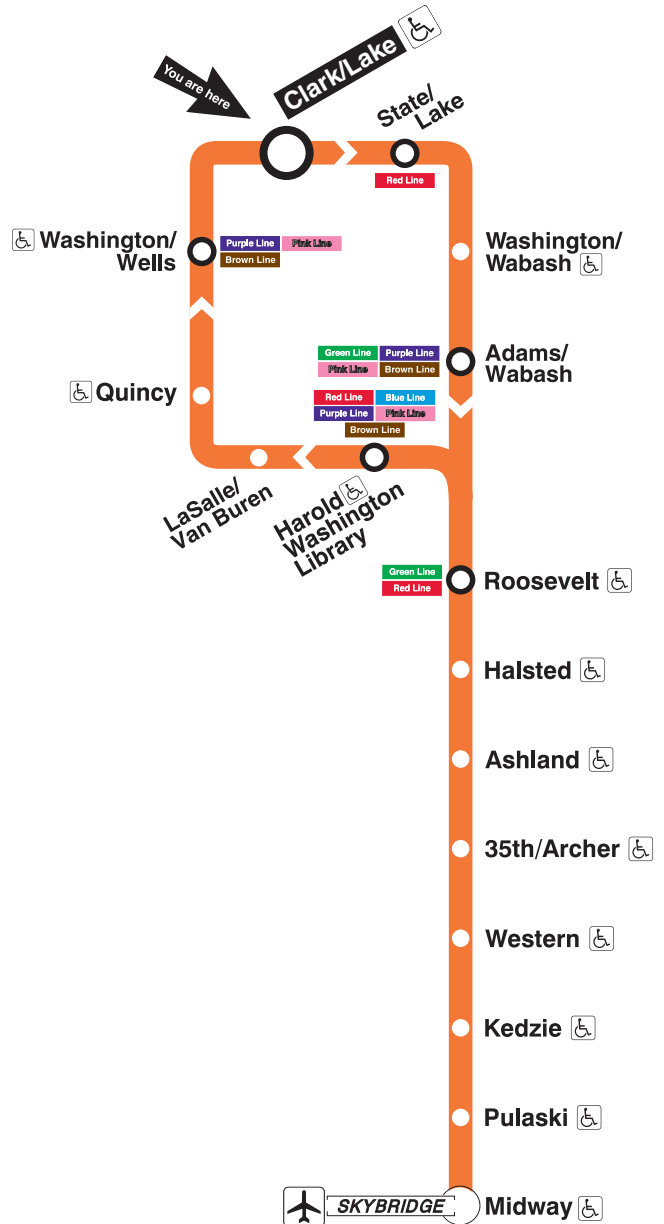 Clark/Lake
You are here
State/
Lake
Red Line
Washington/
Wells
Purple Line
Pink Line
Brown Line
Washington/
Wabash
Green Line
Purple Line
Pink Line
Brown Line
Adams/
Wabash
Quincy
Red Line
Blue Line
Purple Line
Pink Line
Brown Line
LaSalle/
Van Buren
Harold
Washington
Library
Green Line
Red Line
Roosevelt
Halsted
Ashland
35th/Archer
Western
Kedzie
Pulaski
SKYBRIDGE
Midway